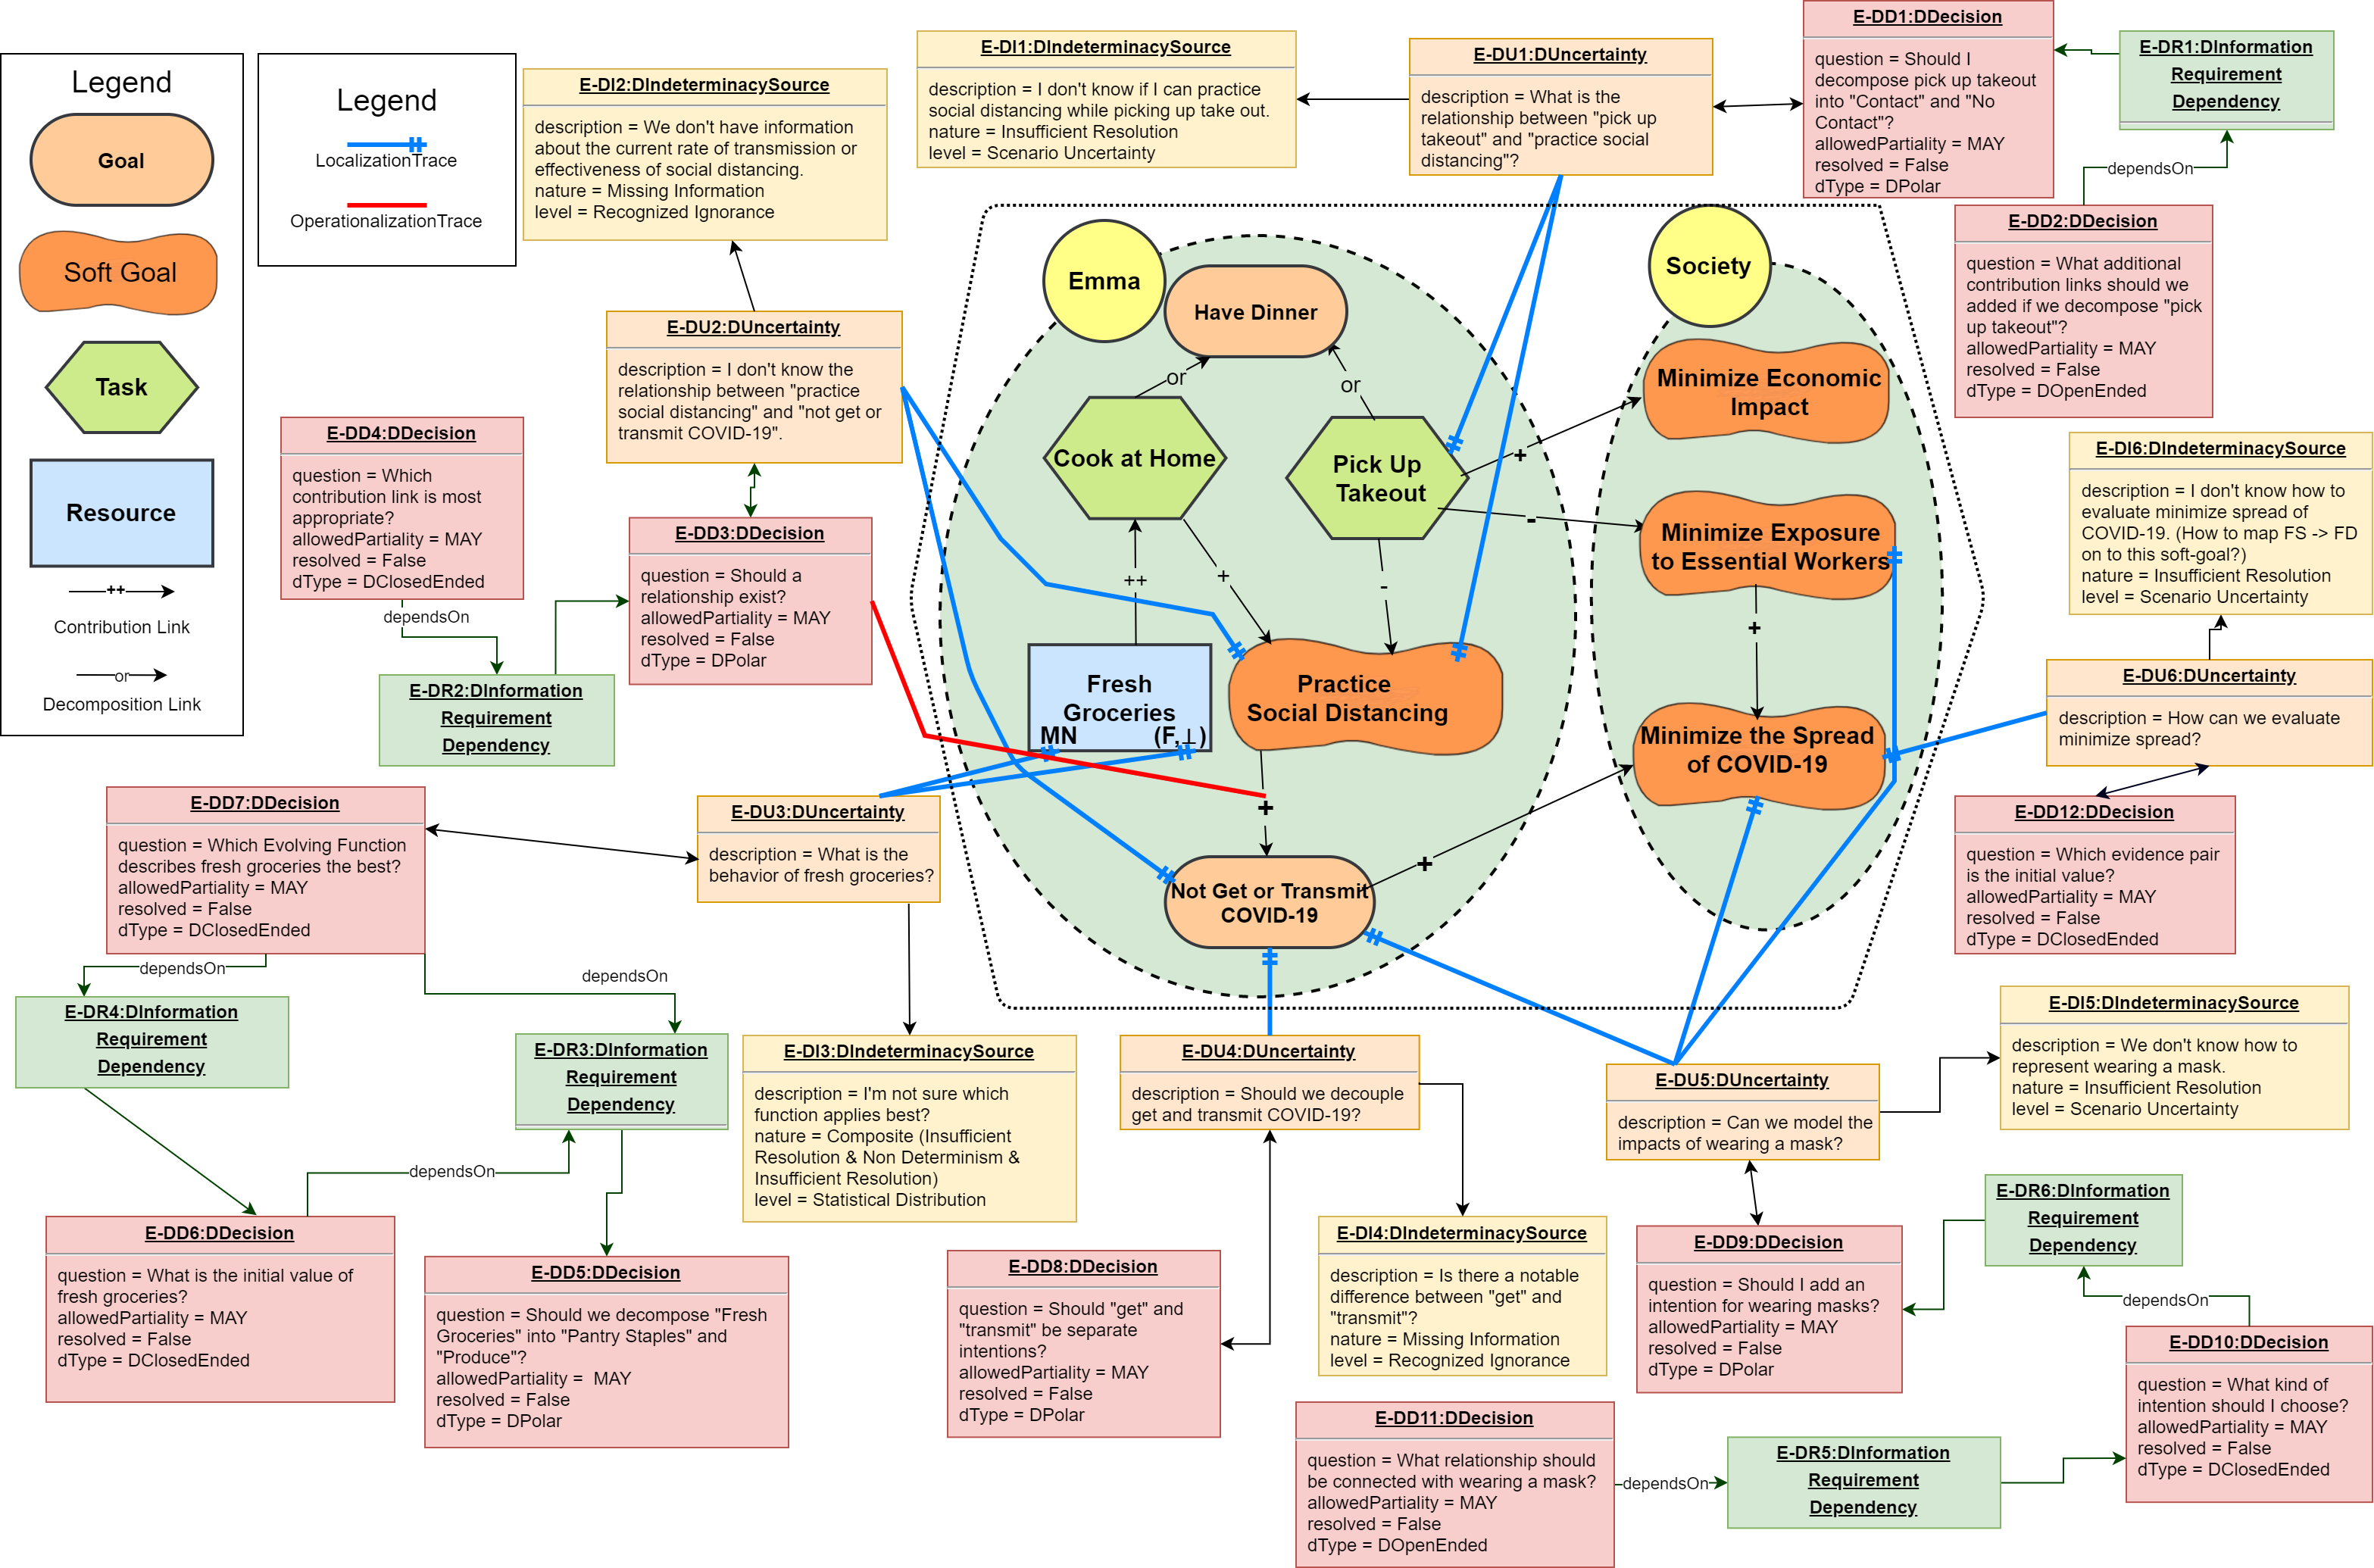 Legend
Goal
Soft Goal
Task
Resource
++
Contribution Link
or
Decomposition Link
Legend
LocalizationTrace
OperationalizationTrace
E-DI2:DIndeterminacySource
description = We don't have information
about the current rate of transmission or
effectiveness of social distancing.
nature = Missing Information
level = Recognized Ignorance
E-DI1:DIndeterminacySource
description = I don't know if I can practice
social distancing while picking up take out.
nature = Insufficient Resolution
level = Scenario Uncertainty
E-DU1:DUncertainty
description = What is the
relationship between "pick up
takeout" and "practice social
distancing"?
E-DD1:DDecision
question = Should I
decompose pick up takeout
into "Contact" and "No
Contact"?
allowedPartiality = MAY
resolved = False
dType = DPolar
E-DR1:DInformation
Requirement
Dependency
dependsOn
E-DD2:DDecision
question = What additional
contribution links should we
added if we decompose "pick
up takeout"?
allowedPartiality = MAY
resolved = False
dType = DOpenEnded
E-DU2:DUncertainty
description = I don't know the
relationship between "practice
social distancing" and "not get or
transmit COVID-19".
E-DD4:DDecision
question = Which
contribution link is most
appropriate?
allowedPartiality = MAY
resolved = False
dType = DClosedEnded
dependsOn
E-DD3:DDecision
question = Should a
relationship exist?
allowedPartiality = MAY
resolved = False
dType = DPolar
E-DR2:DInformation
Requirement
Dependency
Emma
Have Dinner
or
or
Cook at Home
Pick Up
Takeout
++
+
-
+
-
Fresh
Groceries
MN (F,⊥)
Practice
Social Distancing
+
Not Get or Transmit
COVID-19
+
Society
Minimize Economic
Impact
Minimize Exposure
to Essential Workers
+
Minimize the Spread
of COVID-19
E-DI6:DIndeterminacySource
description = I don't know how to
evaluate minimize spread of
COVID-19. (How to map FS -> FD
on to this soft-goal?)
nature = Insufficient Resolution
level = Scenario Uncertainty
E-DU6:DUncertainty
description = How can we evaluate
minimize spread?
E-DD12:DDecision
question = Which evidence pair
is the initial value?
allowedPartiality = MAY
resolved = False
dType = DClosedEnded
E-DD7:DDecision
question = Which Evolving Function
describes fresh groceries the best?
allowedPartiality = MAY
resolved = False
dType = DClosedEnded
E-DU3:DUncertainty
description = What is the
behavior of fresh groceries?
dependsOn
dependsOn
E-DR4:DInformation
Requirement
Dependency
E-DR3:DInformation
Requirement
Dependency
dependsOn
E-DD6:DDecision
question = What is the initial value of
fresh groceries?
allowedPartiality = MAY
resolved = False
dType = DClosedEnded
E-DD5:DDecision
question = Should we decompose "Fresh
Groceries" into "Pantry Staples" and
"Produce"?
allowedPartiality = MAY
resolved = False
dType = DPolar
E-DI3:DIndeterminacySource
description = I'm not sure which
function applies best?
nature = Composite (Insufficient
Resolution & Non Determinism &
Insufficient Resolution)
level = Statistical Distribution
E-DU4:DUncertainty
description = Should we decouple
get and transmit COVID-19?
E-DD8:DDecision
question = Should "get" and
"transmit" be separate
intentions?
allowedPartiality = MAY
resolved = False
dType = DPolar
E-DI4:DIndeterminacySource
description = Is there a notable
difference between "get" and
"transmit"?
nature = Missing Information
level = Recognized Ignorance
E-DU5:DUncertainty
description = Can we model the
impacts of wearing a mask?
E-DI5:DIndeterminacySource
description = We don't know how to
represent wearing a mask.
nature = Insufficient Resolution
level = Scenario Uncertainty
E-DD9:DDecision
question = Should I add an
intention for wearing masks?
allowedPartiality = MAY
resolved = False
dType = DPolar
E-DR6:DInformation
Requirement
Dependency
dependsOn
E-DD10:DDecision
question = What kind of
intention should I choose?
allowedPartiality = MAY
resolved = False
dType = DClosedEnded
E-DD11:DDecision
question = What relationship should
be connected with wearing a mask?
allowedPartiality = MAY
resolved = False
dType = DOpenEnded
dependsOn
E-DR5:DInformation
Requirement
Dependency